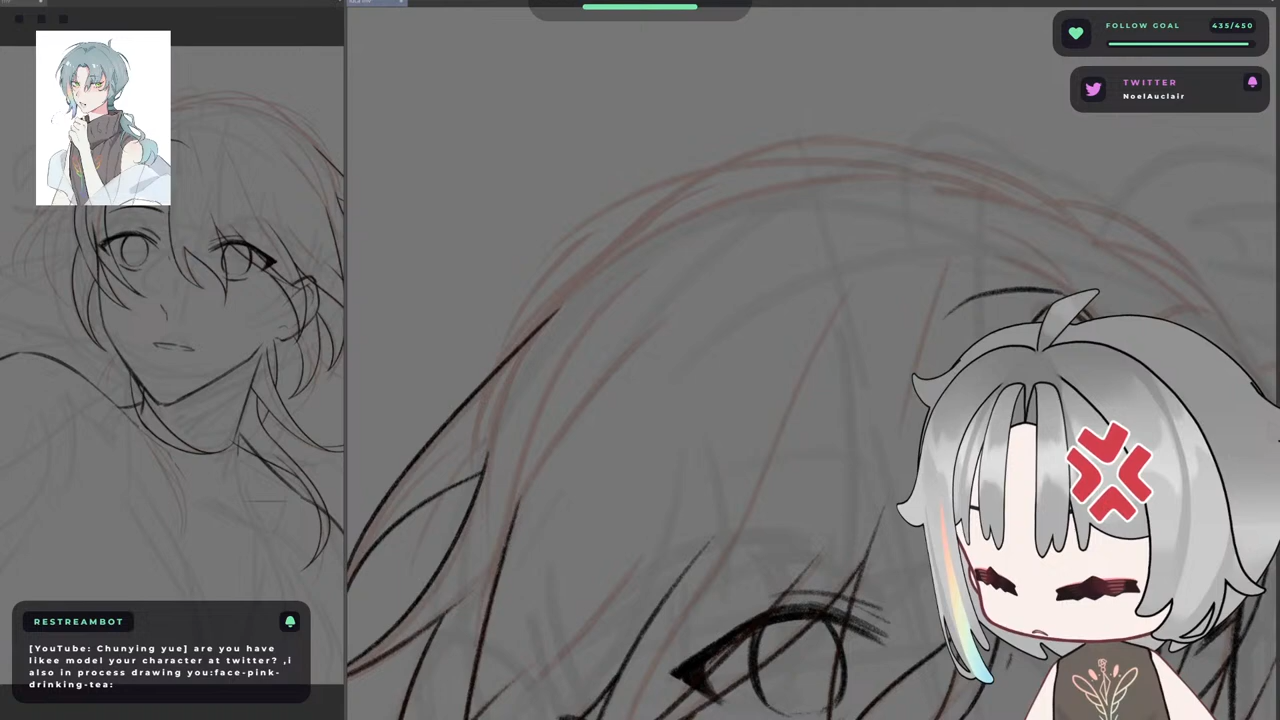 FOLLOW GOAL 435/450
TWITTER
NoelAuclair
RESTREAMBOT
[YouTube: Chunying yue] are you have
likee model your character at twitter? ,i
also in process drawing you:face-pink-
drinking-tea: